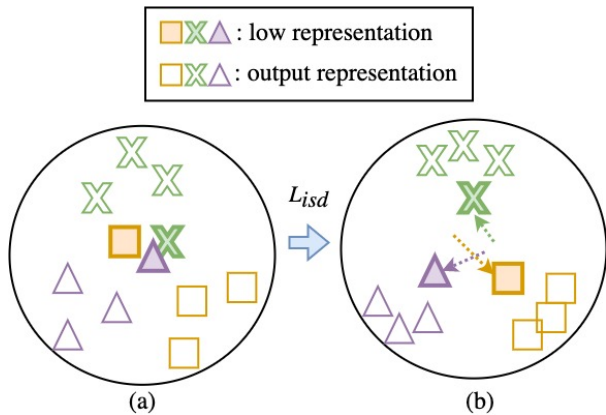 : low representation
: output representation
L_isd
(a)
(b)